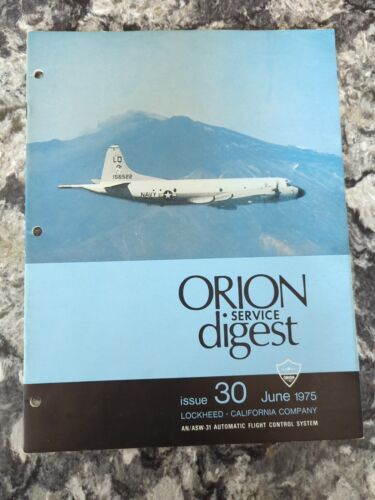 LD
156522
NAVY
ORION
SERVICE
digest
ORION
issue 30 June 1975
LOCKHEED - CALIFORNIA COMPANY
AN/ASW-31 AUTOMATIC FLIGHT CONTROL SYSTEM